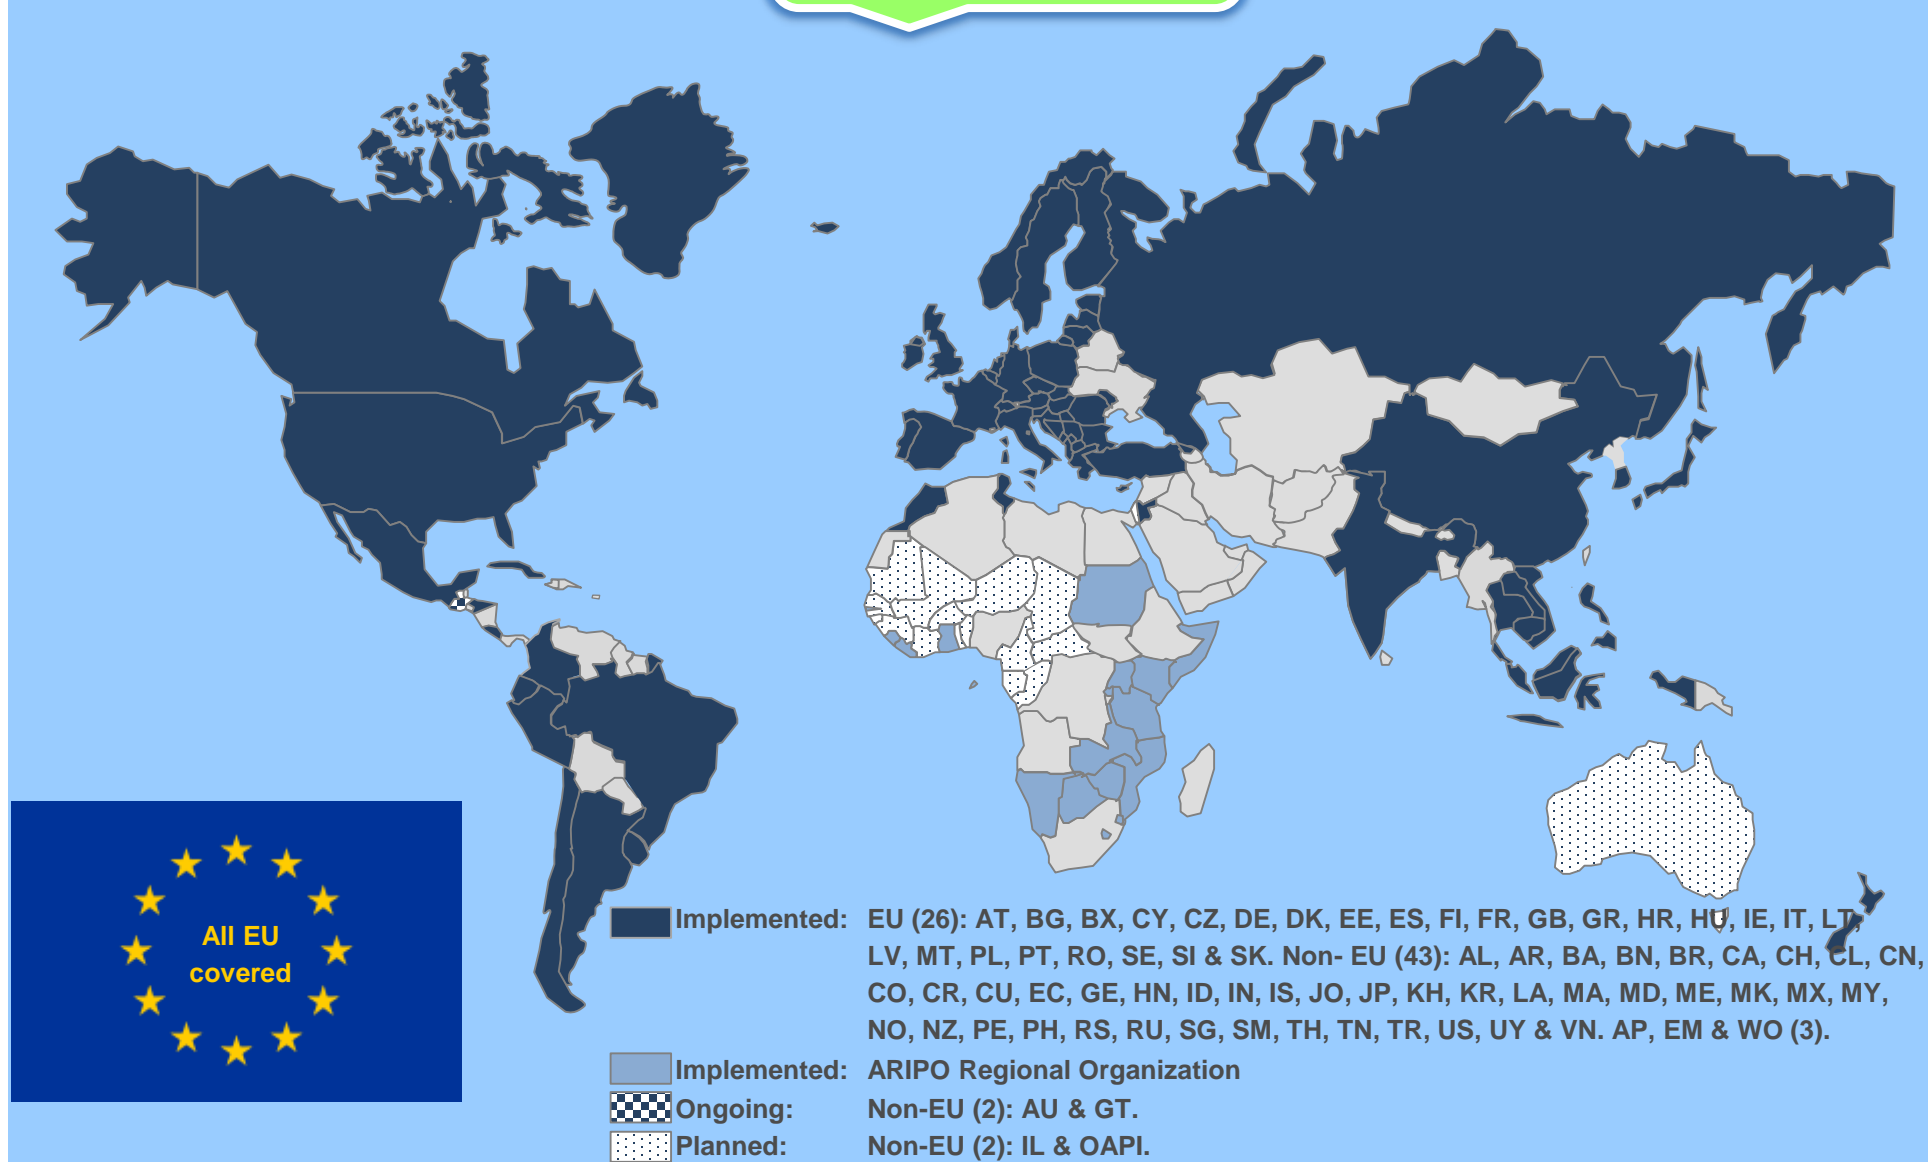 All EU
covered
Implemented: EU (26): AT, BG, BX, CY, CZ, DE, DK, EE, ES, FI, FR, GB, GR, HR, HU, IE, IT, LT,
LV, MT, PL, PT, RO, SE, SI & SK. Non- EU (43): AL, AR, BA, BN, BR, CA, CH, CL, CN,
CO, CR, CU, EC, GE, HN, ID, IN, IS, JO, JP, KH, KR, LA, MA, MD, ME, MK, MX, MY,
NO, NZ, PE, PH, RS, RU, SG, SM, TH, TN, TR, US, UY & VN. AP, EM & WO (3).
Implemented: ARIPO Regional Organization
Ongoing: Non-EU (2): AU & GT.
Planned: Non-EU (2): IL & OAPI.